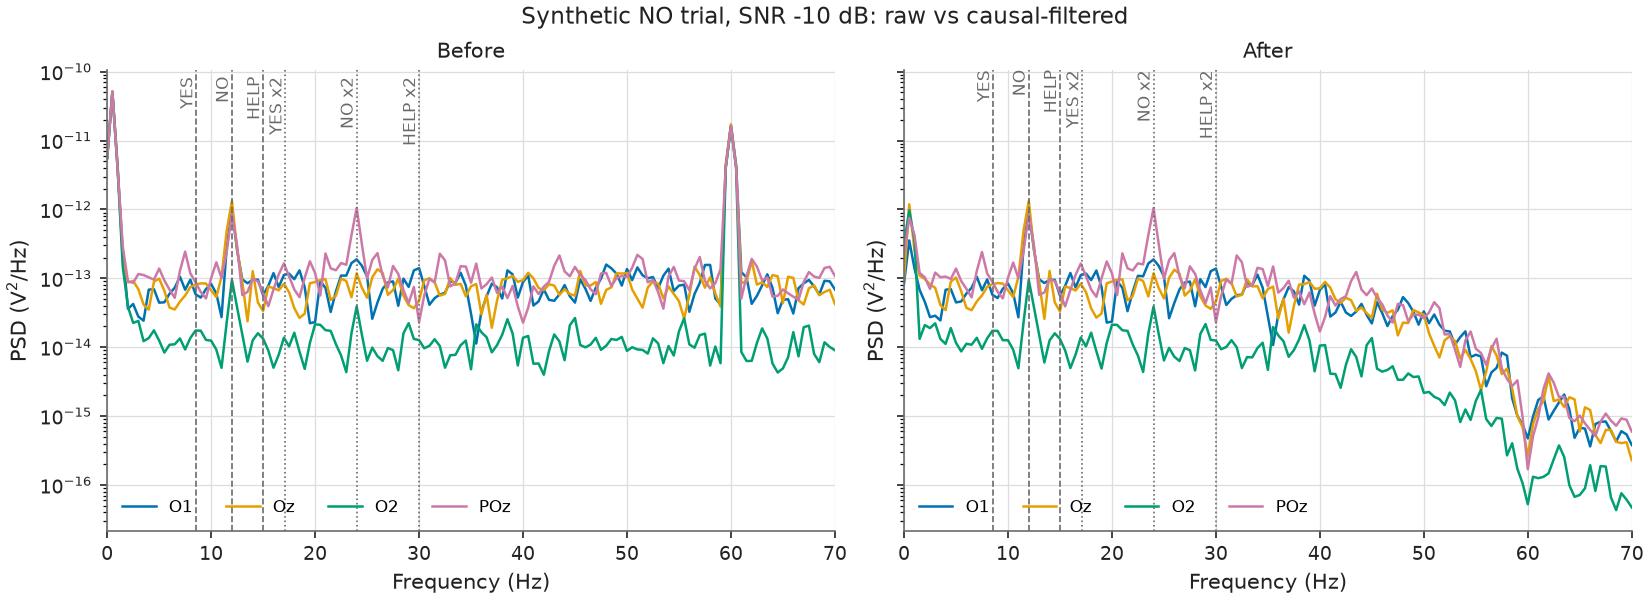 Synthetic NO trial, SNR -10 dB: raw vs causal-filtered
Before
PSD (V²/Hz)
10⁻¹⁰
10⁻¹¹
10⁻¹²
10⁻¹³
10⁻¹⁴
10⁻¹⁵
10⁻¹⁶
YES
NO
HELP
YES x2
NO x2
HELP x2
O1 Oz O2 POz
0 10 20 30 40 50 60 70
Frequency (Hz)
After
PSD (V²/Hz)
YES
NO
HELP
YES x2
NO x2
HELP x2
O1 Oz O2 POz
0 10 20 30 40 50 60 70
Frequency (Hz)